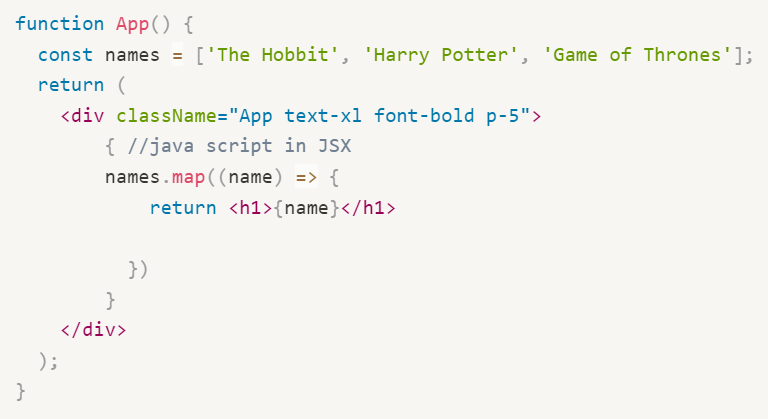 function App() {
  const names = ['The Hobbit', 'Harry Potter', 'Game of Thrones'];
  return (
    <div className="App text-xl font-bold p-5">
        { //java script in JSX
        names.map((name) => {
            return <h1>{name}</h1>

          })
        }
    </div>
  );
}